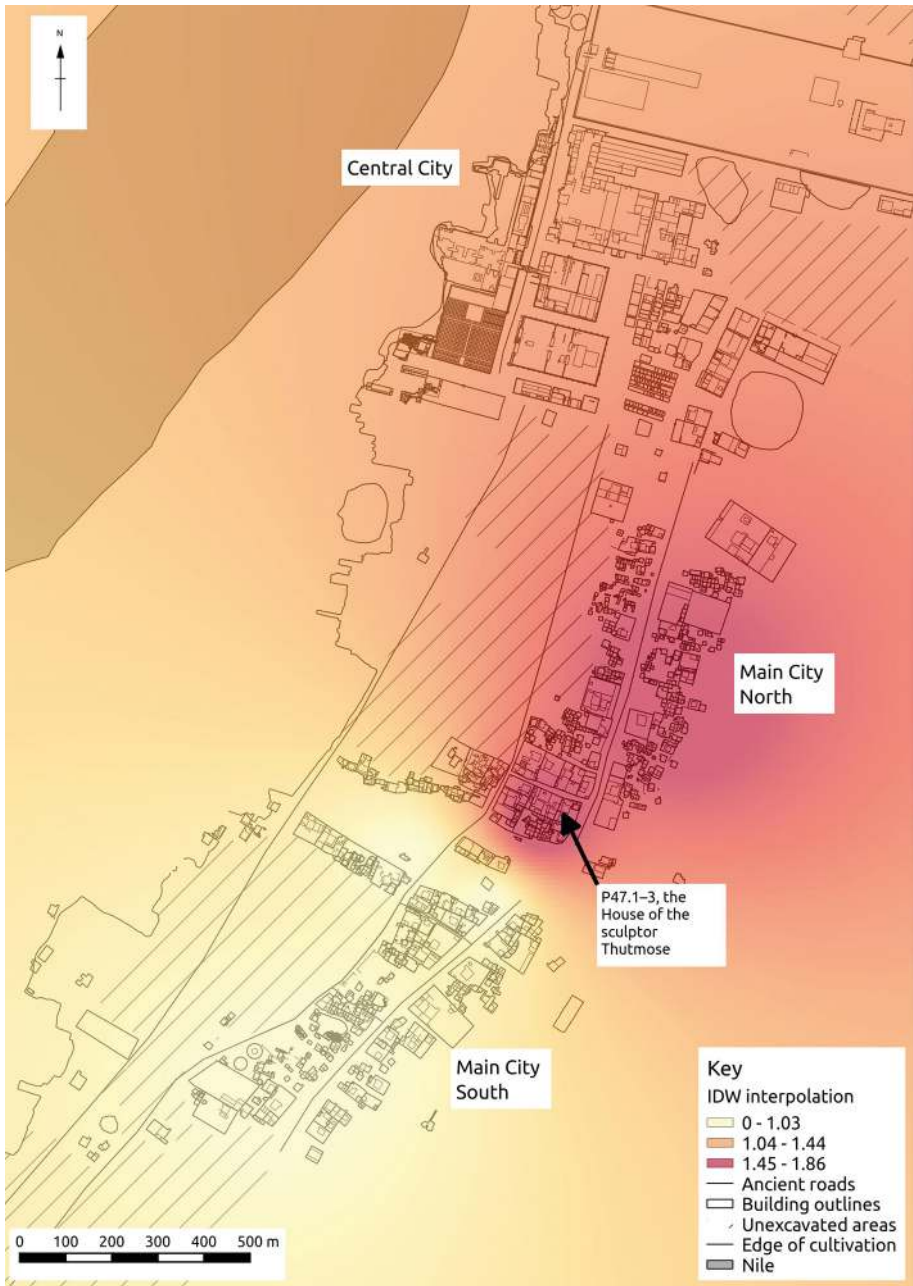 N
Central City
Main City
North
P47.1–3, the
House of the
sculptor
Thutmose
Main City
South
Key
IDW interpolation
0 - 1.03
1.04 - 1.44
1.45 - 1.86
Ancient roads
Building outlines
Unexcavated areas
Edge of cultivation
Nile
0 100 200 300 400 500 m